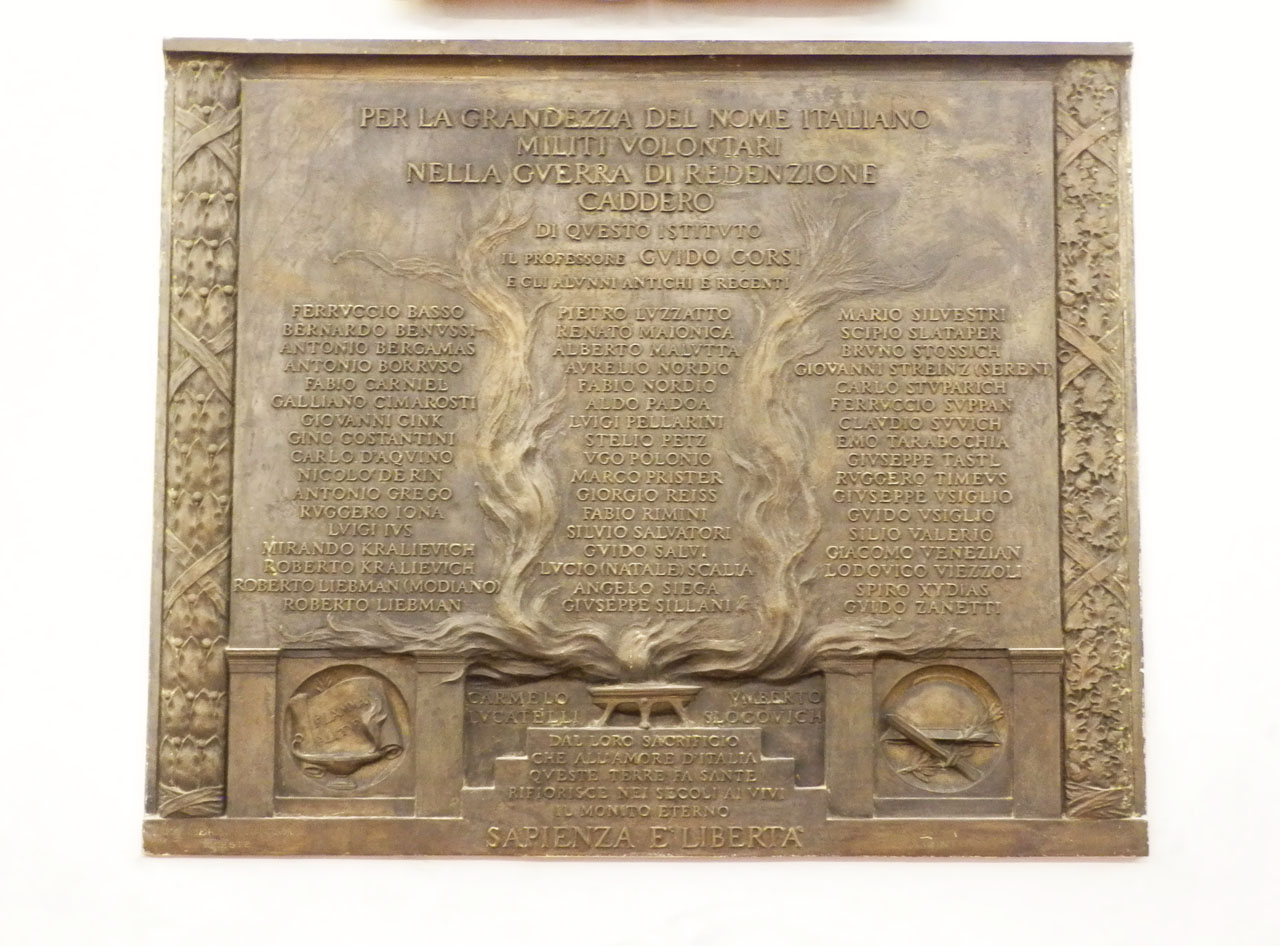 PER LA GRANDEZZA DEL NOME ITALIANO
MILITI VOLONTARI
NELLA GVERRA DI REDENZIONE
CADDERO
DI QVESTO ISTITVTO
IL PROFESSORE GVIDO CORSI
E GLI ALVNNI ANTICHI E RECENTI
FERRVCCIO BASSO
BERNARDO BENVSSI
ANTONIO BERGAMAS
ANTONIO BORRVSO
FABIO CARNIEL
GALLIANO CIMAROSTI
GIOVANNI CINK
GINO COSTANTINI
CARLO D'AQVINO
NICOLO' DE RIN
ANTONIO GREGO
RVGGERO IONA
LVIGI IVS
MIRANDO KRALIEVICH
ROBERTO KRALIEVICH
ROBERTO LIEBMAN (MODIANO)
ROBERTO LIEBMAN
PIETRO LVZZATTO
RENATO MAIONICA
ALBERTO MALVTTA
AVRELIO NORDIO
FABIO NORDIO
ALDO PADOA
LVIGI PELLARINI
STELIO PETZ
VGO POLONIO
MARCO PRISTER
GIORGIO REISS
FABIO RIMINI
SILVIO SALVATORI
GVIDO SALVI
LVCIO (NATALE) SCALIA
ANGELO SIEGA
GIVSEPPE SILLANI
MARIO SILVESTRI
SCIPIO SLATAPER
BRVNO STOSSICH
GIOVANNI STREINZ (SERENI)
CARLO STVPARICH
FERRVCCIO SVPPAN
CLAVDIO SVVICH
EMO TARABOCHIA
GIVSEPPE TASTL
RVGGERO TIMEVS
GIVSEPPE VSIGLIO
GVIDO VSIGLIO
SILIO VALERIO
GIACOMO VENEZIAN
LODOVICO VIEZZOLI
SPIRO XYDIAS
GVIDO ZANETTI
CARMELO
LVCATELLI
VMBERTO
SLOCOVICH
DAL LORO SACRIFICIO
CHE ALL'AMORE D'ITALIA
QVESTE TERRE FA SANTE
RIFIORISCE NEI SECOLI AI VIVI
IL MONITO ETERNO
SAPIENZA E' LIBERTA'